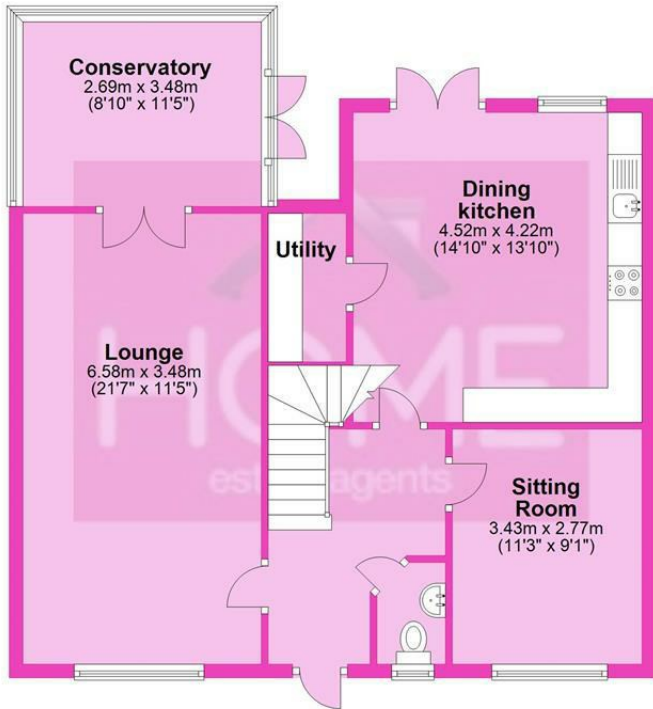 Conservatory
2.69m x 3.48m
(8'10" x 11'5")
Dining
kitchen
4.52m x 4.22m
(14'10" x 13'10")
Utility
Lounge
6.58m x 3.48m
(21'7" x 11'5")
HOME
estate agents
Sitting
Room
3.43m x 2.77m
(11'3" x 9'1")